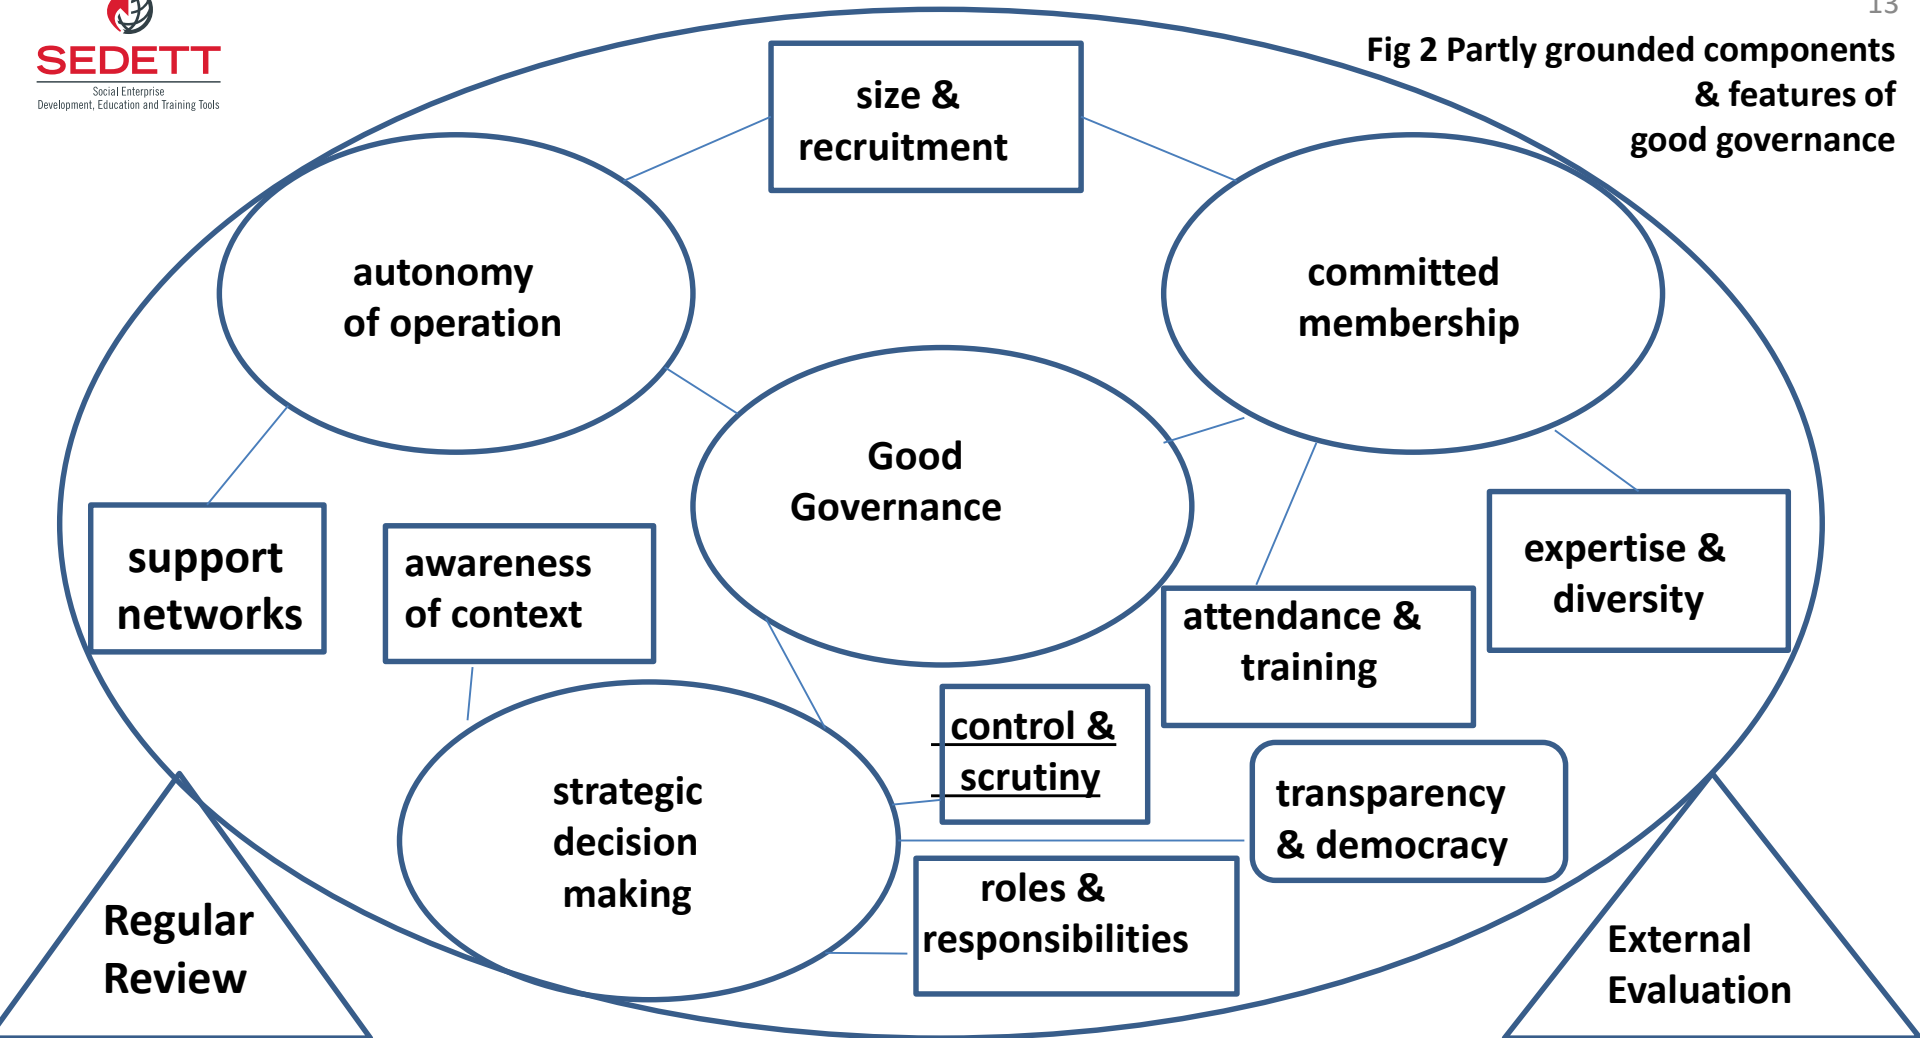 13
SEDETT
Social Enterprise
Development, Education and Training Tools
Fig 2 Partly grounded components
& features of
good governance
size &
recruitment
autonomy
of operation
committed
membership
Good
Governance
support
networks
awareness
of context
expertise &
diversity
attendance &
training
control &
scrutiny
strategic
decision
making
transparency
& democracy
roles &
responsibilities
Regular
Review
External
Evaluation